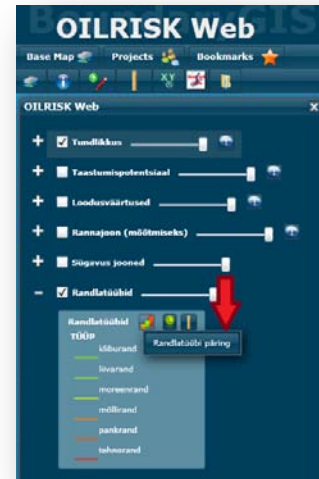 OILRISK Web
Base Map Projects Bookmarks
OILRISK Web x
Tundlikkus
Taastumispotentsiaal
Loodusväärtused
Rannajoon (mõõtmiseks)
Sügavus jooned
Randlatüübid
Randlatüübid
Randlatüübi päring
TÜÜP
kliburand
liivarand
moreenrand
möllirand
pankrand
tehnorand